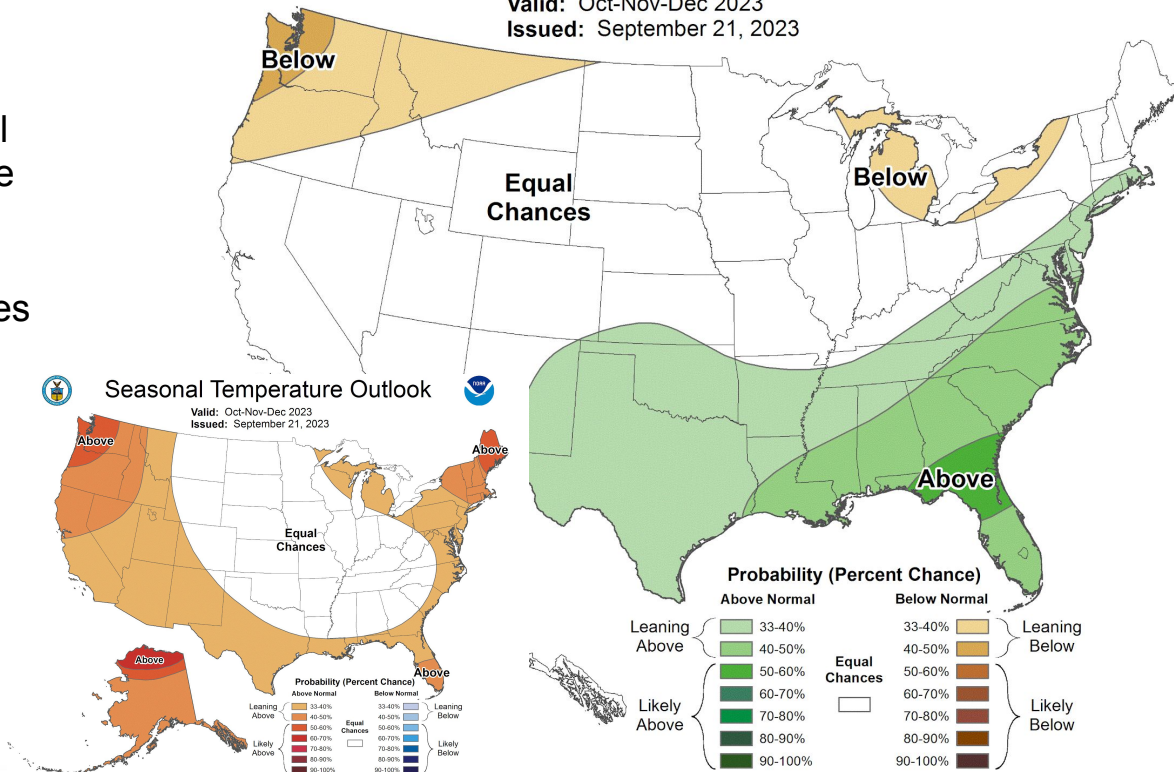 Valid: Oct-Nov-Dec 2023
Issued: September 21, 2023
l
e
es
Below
Equal
Chances
Below
Above
Probability (Percent Chance)
Above Normal Below Normal
Leaning
Above
33-40% 33-40%
40-50% 40-50%
Leaning
Below
Equal
Chances
Likely
Above
50-60% 50-60%
60-70% 60-70%
70-80% 70-80%
80-90% 80-90%
90-100% 90-100%
Likely
Below
Seasonal Temperature Outlook
noaa
Valid: Oct-Nov-Dec 2023
Issued: September 21, 2023
Above
Above
Equal
Chances
Above
Above
Probability (Percent Chance)
Above Normal Below Normal
Leaning
Above
33-40% 33-40%
40-50% 40-50%
Leaning
Below
Equal
Chances
Likely
Above
50-60% 50-60%
60-70% 60-70%
70-80% 70-80%
80-90% 80-90%
90-100% 90-100%
Likely
Below